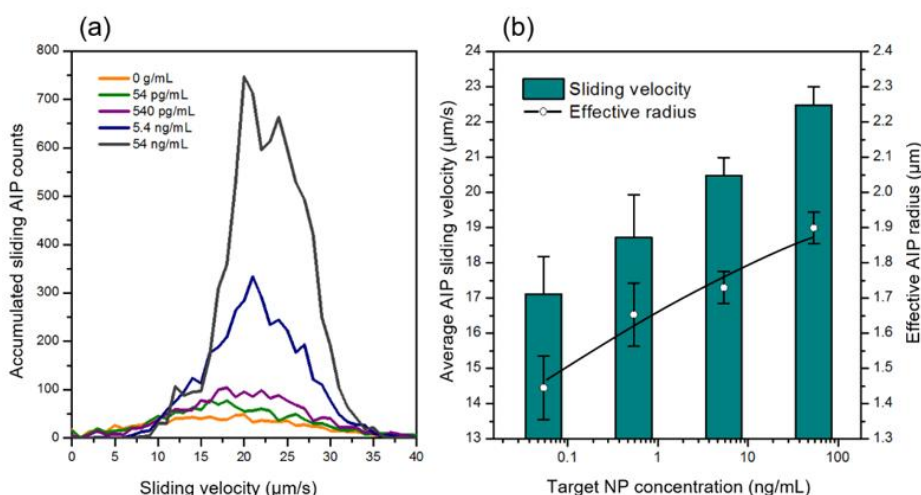 (a)
800
700
600
500
400
300
200
100
0
Accumulated sliding AIP counts
0 g/mL
54 pg/mL
540 pg/mL
5.4 ng/mL
54 ng/mL
0 5 10 15 20 25 30 35 40
Sliding velocity (µm/s)
(b)
24
23
22
21
20
19
18
17
16
15
14
13
Average AIP sliding velocity (µm/s)
Sliding velocity
Effective radius
2.4
2.3
2.2
2.1
2.0
1.9
1.8
1.7
1.6
1.5
1.4
1.3
Effective AIP radius (µm)
0.1 1 10 100
Target NP concentration (ng/mL)